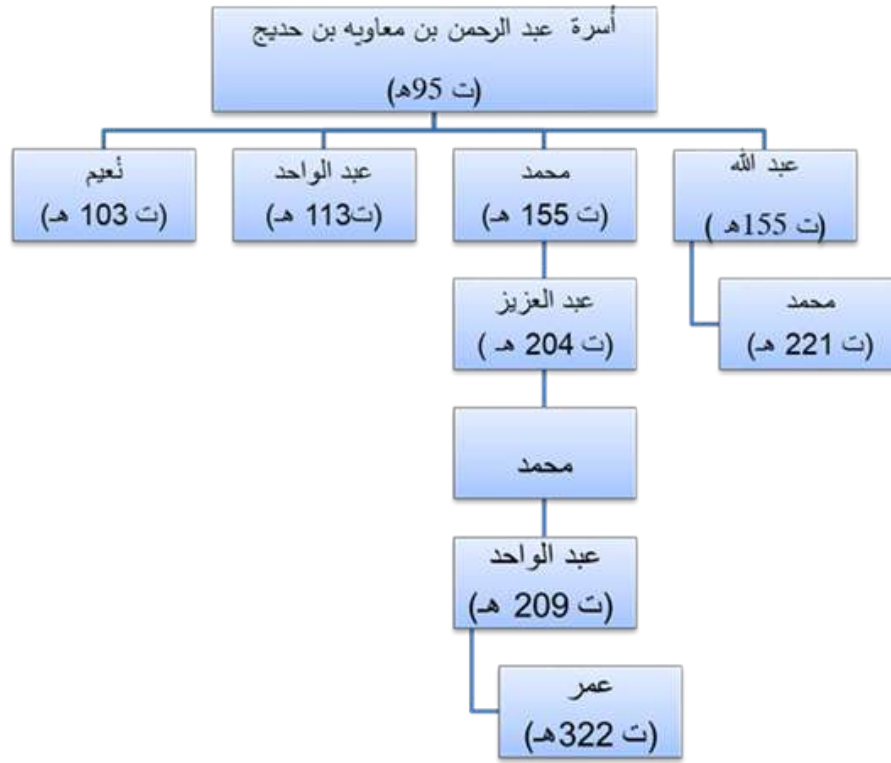 أسرة عبد الرحمن بن معاويه بن حديج
(ت 95هـ)
عبد الله
(ت 155هـ )
محمد
(ت 155 هـ)
عبد الواحد
(ت113 هـ)
نُعيم
(ت 103 هـ)
محمد
(ت 221 هـ)
عبد العزيز
(ت 204 هـ )
محمد
عبد الواحد
(ت 209 هـ)
عمر
(ت 322هـ)